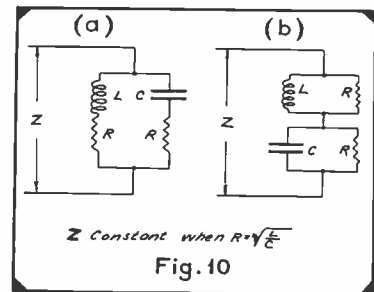 (a) (b)
Z L C R R
Z L R C R
Z Constant when R=√L/C
Fig. 10